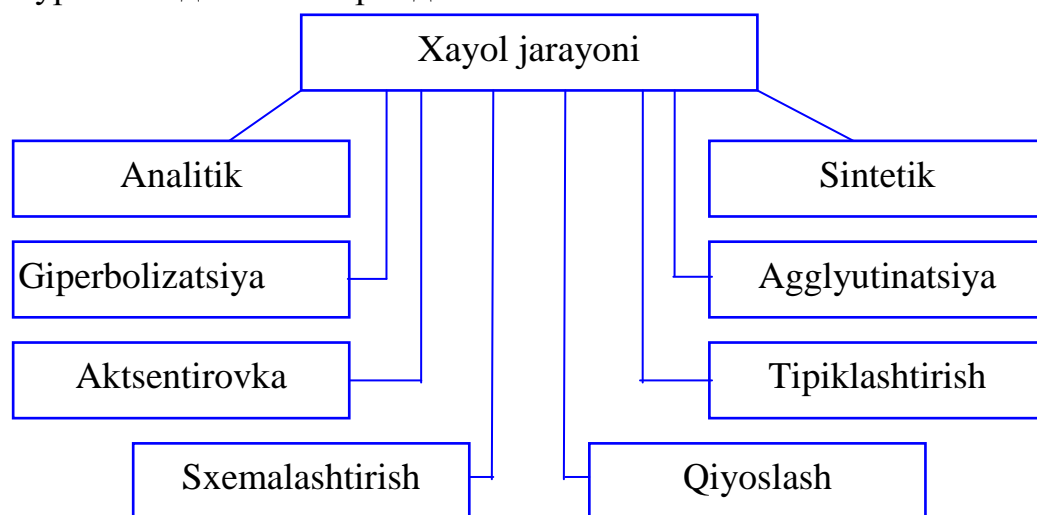 Xayol jarayoni
Analitik
Sintetik
Giperbolizatsiya
Agglyutinatsiya
Aktsentirovka
Tipiklashtirish
Sxemalashtirish
Qiyoslash